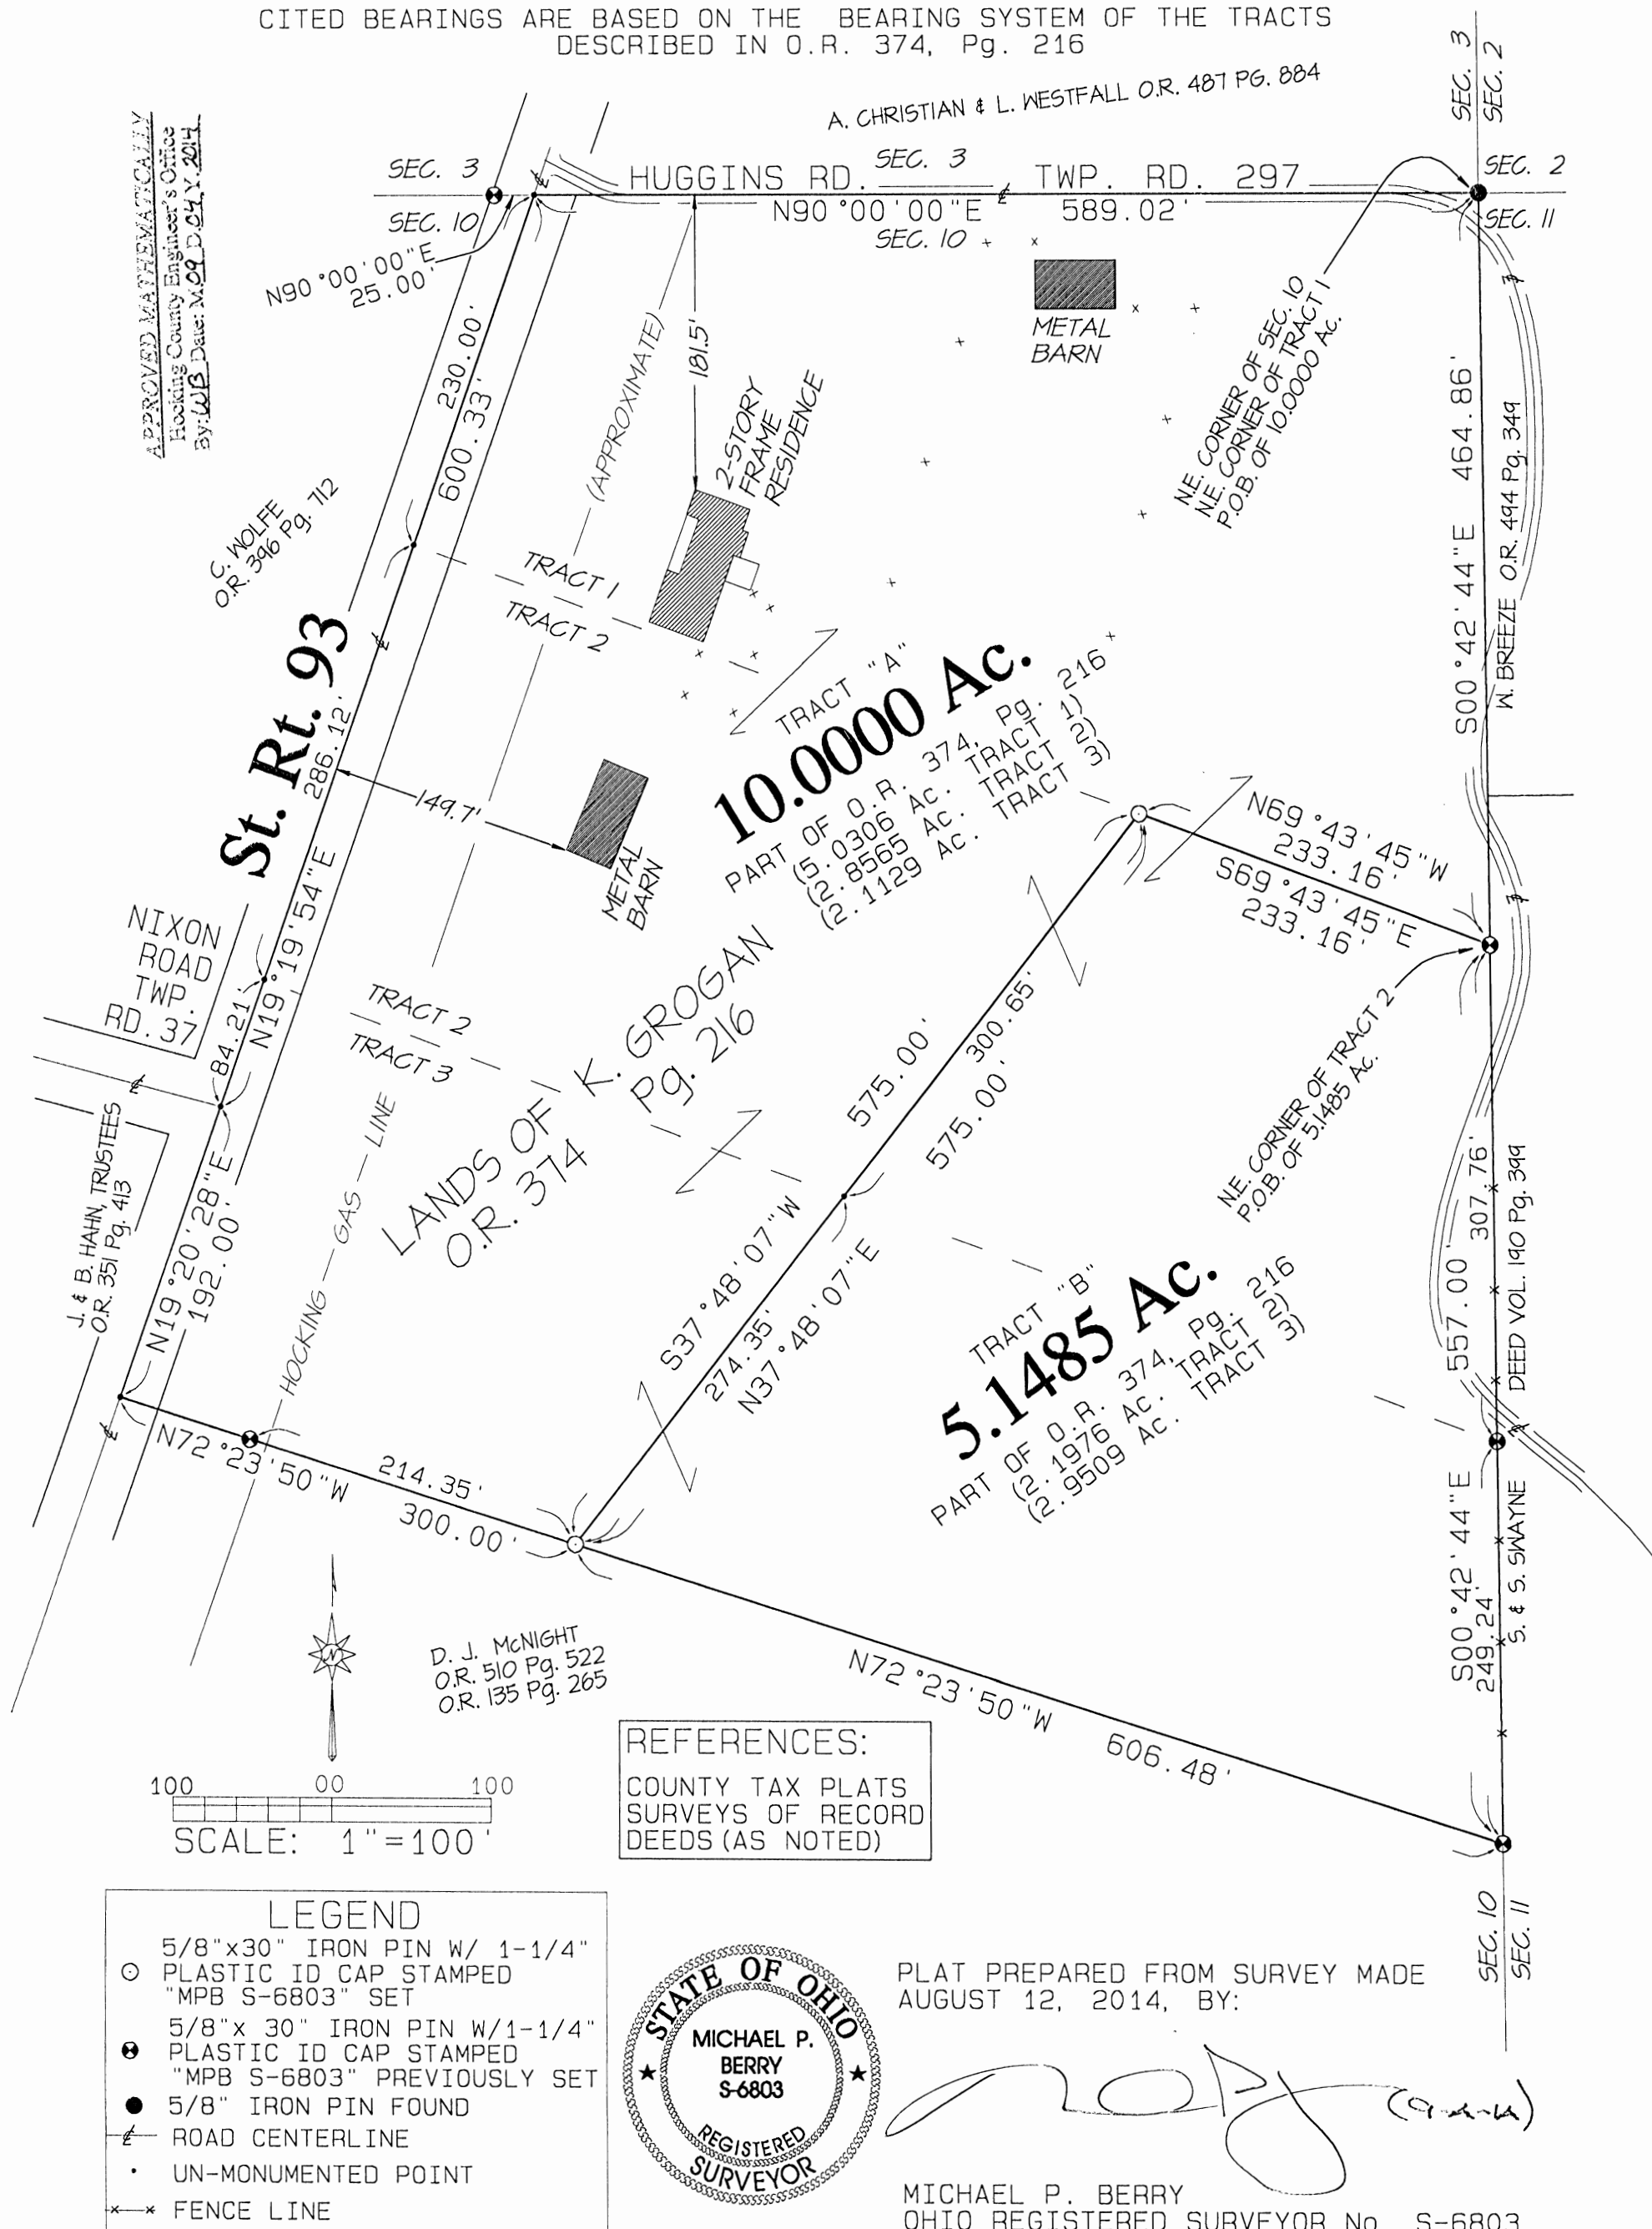 CITED BEARINGS ARE BASED ON THE BEARING SYSTEM OF THE TRACTS
DESCRIBED IN O.R. 374, Pg. 216
A. CHRISTIAN & L. WESTFALL O.R. 487 PG. 884
SEC. 3
SEC. 2
APPROVED MATHEMATICALLY
Hocking County Engineer's Office
By: WB Date: M09 D04 Y2014
SEC. 3
SEC. 10
HUGGINS RD.
SEC. 3
TWP. RD. 297
SEC. 2
SEC. 11
N90°00'00"E
589.02'
SEC. 10
N90°00'00"E
25.00'
METAL
BARN
NE. CORNER OF SEC. 10
N.E. CORNER OF TRACT 1
P.O.B. OF 10.0000 Ac.
230.00'
600.33'
(APPROXIMATE)
181.5'
2-STORY
FRAME
RESIDENCE
S00°42'44"E 464.86'
W. BREEZE O.R. 494 Pg. 349
C. WOLFE
O.R. 396 Pg. 712
TRACT 1
TRACT 2
St. Rt. 93
286.12'
N19°19'54"E
149.7'
METAL
BARN
TRACT "A"
10.0000 Ac.
PART OF O.R. 374, Pg. 216
(5.0306 AC. TRACT 1)
(2.8565 AC. TRACT 2)
(2.1129 AC. TRACT 3)
N69°43'45"W
233.16'
S69°43'45"E
233.16'
NIXON
ROAD
TWP.
RD. 37
84.21'
TRACT 2
TRACT 3
LANDS OF K. GROGAN
O.R. 374 Pg. 216
575.00'
300.65'
575.00'
N.E. CORNER OF TRACT 2
P.O.B. OF 5.1485 Ac.
J. & B. HAHN, TRUSTEES
O.R. 351 Pg. 413
N19°20'28"E
192.00'
HOCKING GAS LINE
S37°48'07"W
274.35'
N37°48'07"E
TRACT "B"
5.1485 Ac.
PART OF O.R. 374, Pg. 216
(2.1976 AC. TRACT 2)
(2.9509 AC. TRACT 3)
557.00'
307.76'
S00°42'44"E
249.24'
S. & S. SWAYNE DEED VOL. 190 Pg. 399
N72°23'50"W
214.35'
300.00'
N
D. J. McNIGHT
O.R. 510 Pg. 522
O.R. 135 Pg. 265
N72°23'50"W 606.48'
100 00 100
SCALE: 1"=100'
REFERENCES:
COUNTY TAX PLATS
SURVEYS OF RECORD
DEEDS (AS NOTED)
SEC. 10
SEC. 11
LEGEND
5/8"x30" IRON PIN W/ 1-1/4"
PLASTIC ID CAP STAMPED
"MPB S-6803" SET
5/8"x 30" IRON PIN W/1-1/4"
PLASTIC ID CAP STAMPED
"MPB S-6803" PREVIOUSLY SET
5/8" IRON PIN FOUND
ROAD CENTERLINE
UN-MONUMENTED POINT
FENCE LINE
STATE OF OHIO
MICHAEL P.
BERRY
S-6803
REGISTERED
SURVEYOR
PLAT PREPARED FROM SURVEY MADE
AUGUST 12, 2014, BY:
MICHAEL P. BERRY
OHIO REGISTERED SURVEYOR No. S-6803